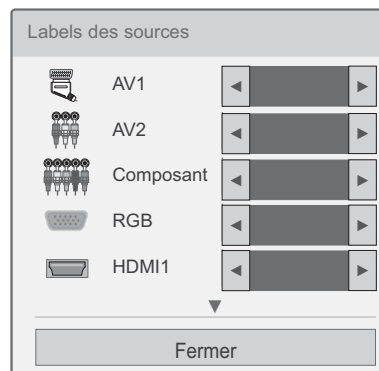 Labels des sources
AV1
AV2
Composant
RGB
HDMI1
Fermer